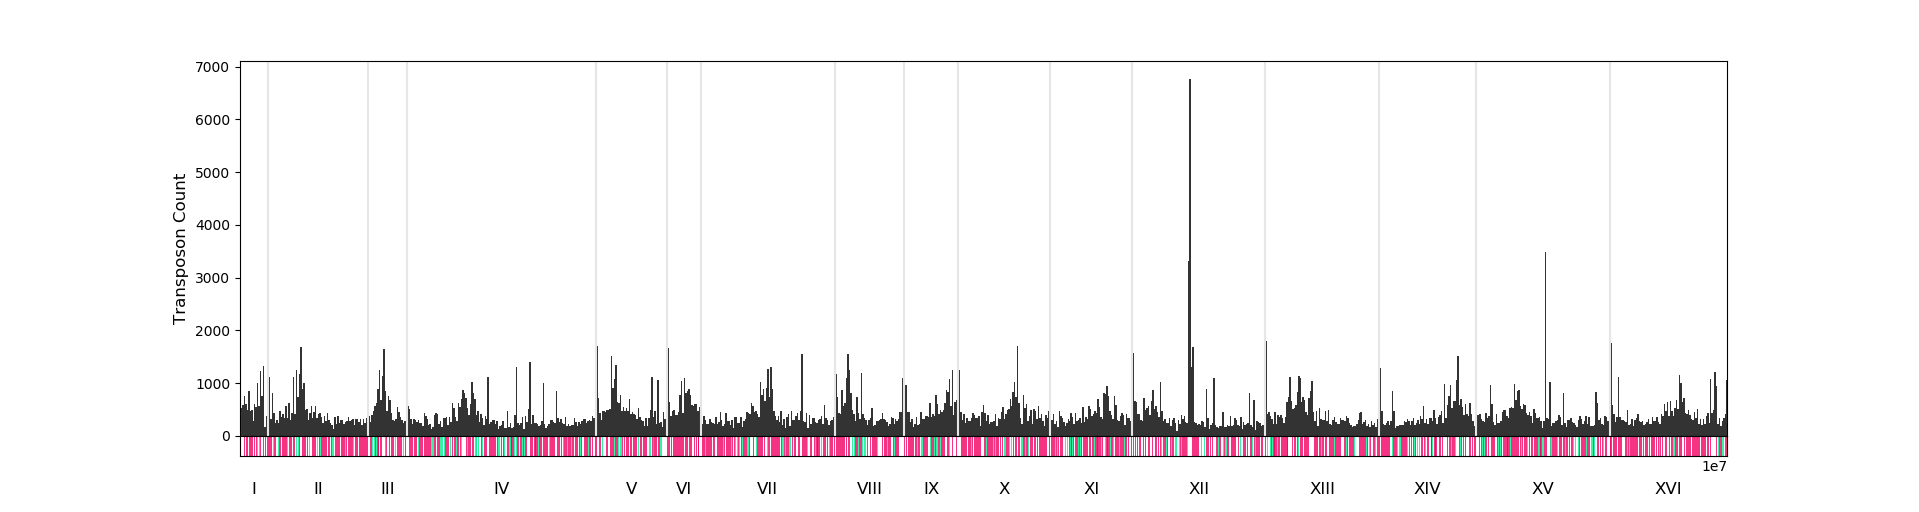 7000
6000
5000
4000
3000
2000
1000
0
Transposon Count
1e7
I II III IV V VI VII VIII IX X XI XII XIII XIV XV XVI